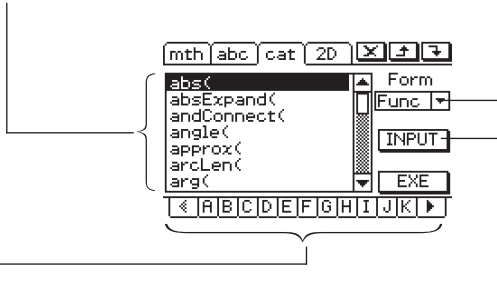 mth abc cat 2D
abs(
absExpand(
andConnect(
angle(
approx(
arcLen(
arg(
Form
Func
INPUT
EXE
A B C D E F G H I J K